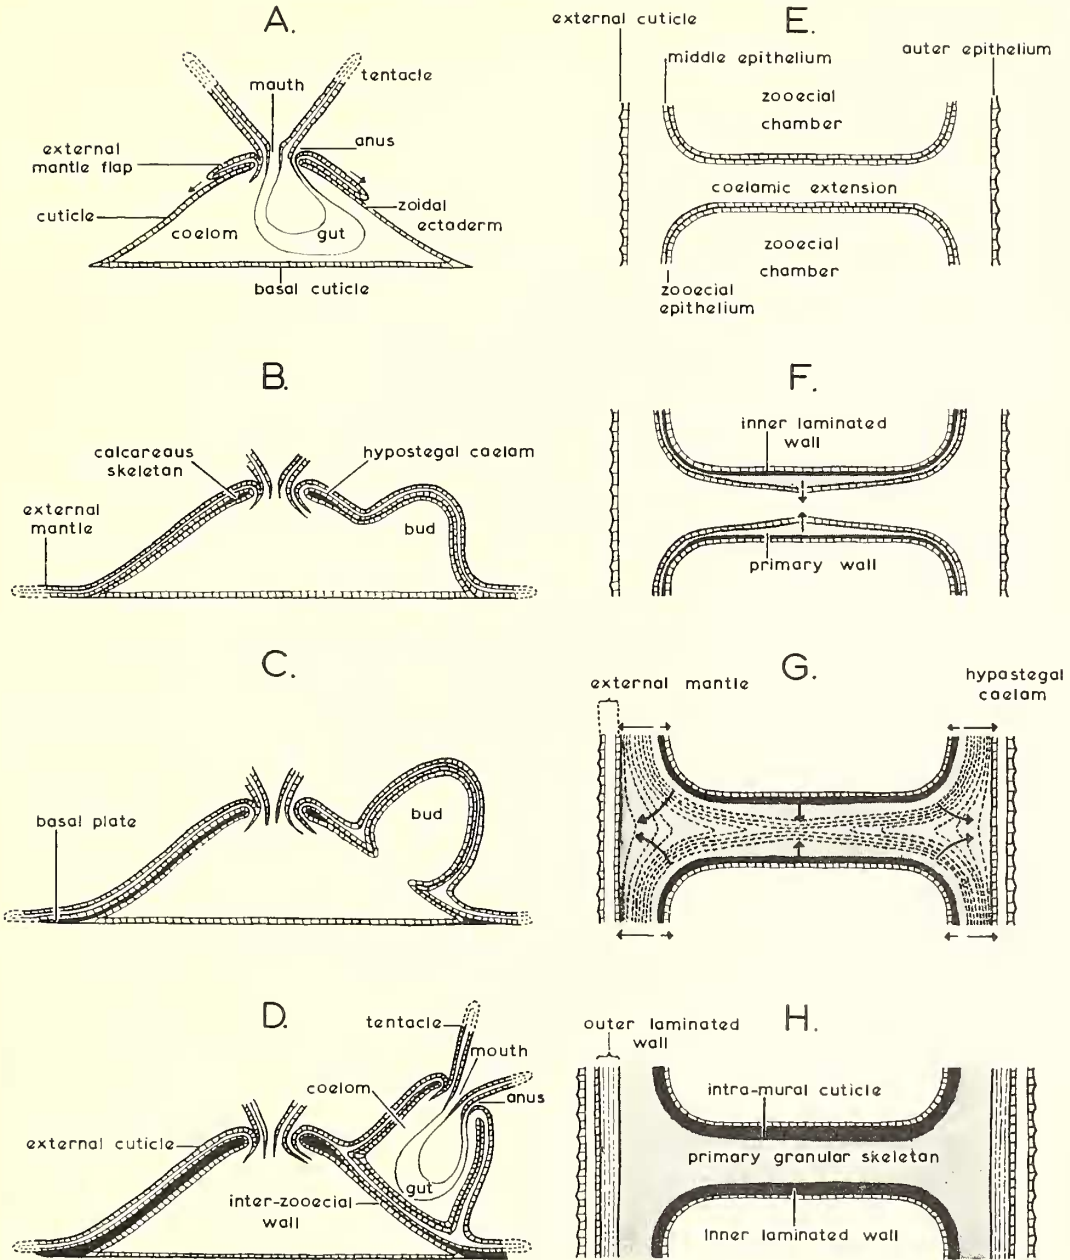 A.
mauth
tentacle
anus
external
mantle flap
cuticle
coelom
gut
zoidal
ectaderm
basal cuticle
E.
external cuticle
middle epithelium
auter epithelium
zooecial
chamber
coelamic extension
zooecial
chamber
zooecial
epithelium
B.
calcareaus
skeletan
hypostegal caelam
external
mantle
bud
F.
inner laminated
wall
primary wall
C.
basal plate
bud
G.
external mantle
hypastegal
caelam
D.
tentacle
mouth
coelom
anus
external cuticle
gut
inter-zooecial
wall
H.
outer laminated
wall
intra-mural cuticle
primary granular skeletan
Inner laminated wall